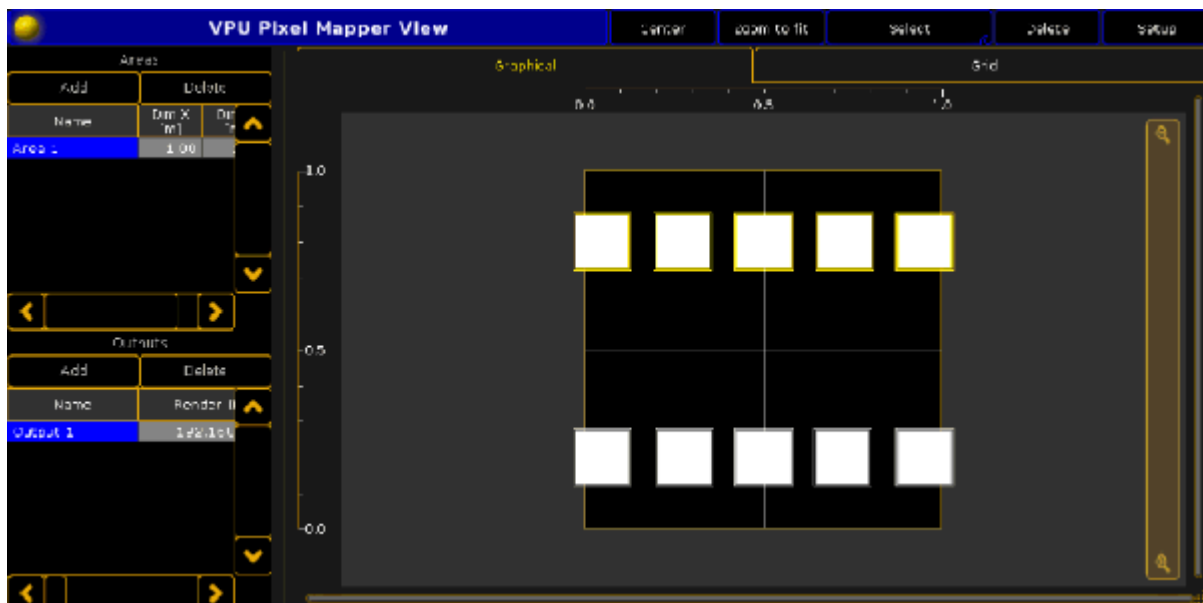 VPU Pixel Mapper View
Center
Zoom to fit
Select
Delete
Setup
Areas
Add
Delete
Name
Dim X [m]
Area 1
1.00
Graphical
Grid
0.0
0.5
1.0
1.0
0.5
0.0
Outputs
Add
Delete
Name
Render
Output 1